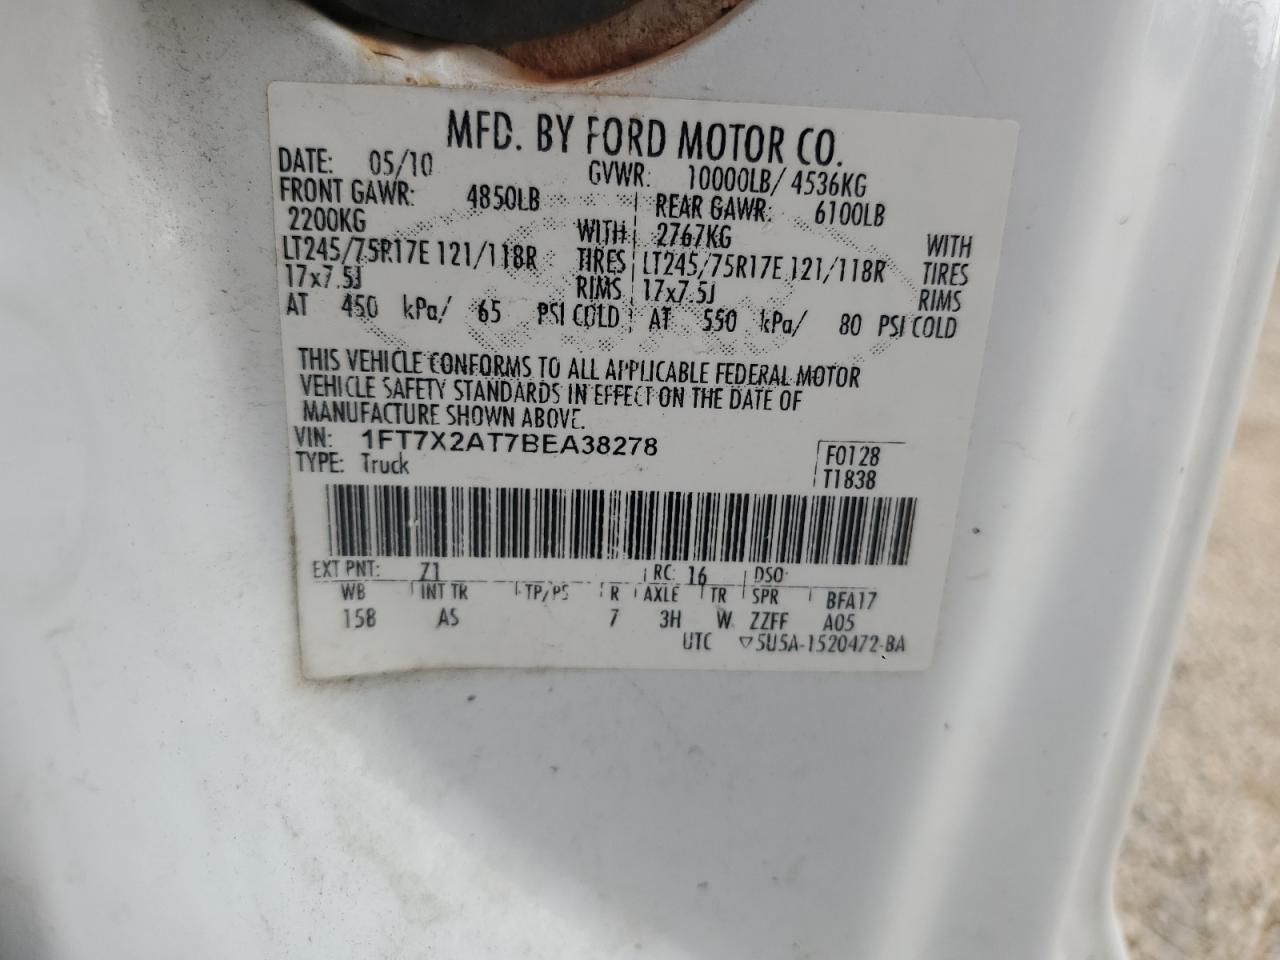 MFD. BY FORD MOTOR CO.
DATE: 05/10 GVWR: 10000LB/ 4536KG
FRONT GAWR: 4850LB REAR GAWR: 6100LB
2200KG WITH 2767KG WITH
LT245/75R17E 121/118R TIRES LT245/75R17E 121/118R TIRES
17x7.5J RIMS 17x7.5J RIMS
AT 450 kPa/ 65 PSI COLD AT 550 kPa/ 80 PSI COLD
THIS VEHICLE CONFORMS TO ALL APPLICABLE FEDERAL MOTOR
VEHICLE SAFETY STANDARDS IN EFFECT ON THE DATE OF
MANUFACTURE SHOWN ABOVE.
VIN: 1FT7X2AT7BEA38278 F0128
TYPE: Truck T1838
EXT PNT: Z1 RC: 16 DSO:
WB INT TR TP/PS R AXLE TR SPR BFA17
158 AS 7 3H W ZZFF A05
UTC ▽5U5A-1520472-BA